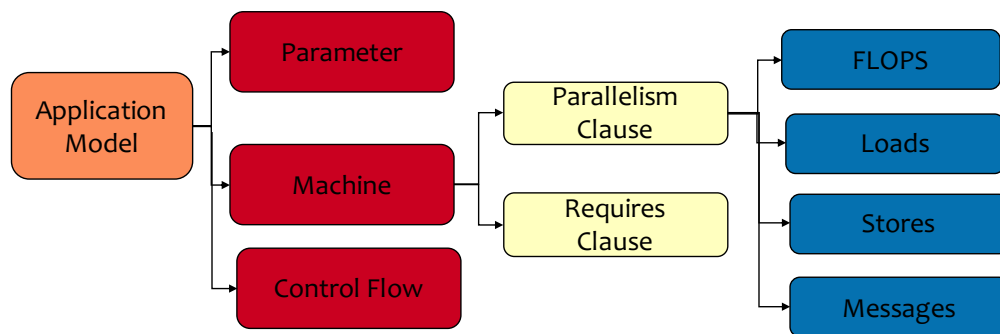 Application
Model
Parameter
Machine
Control Flow
Parallelism
Clause
Requires
Clause
FLOPS
Loads
Stores
Messages